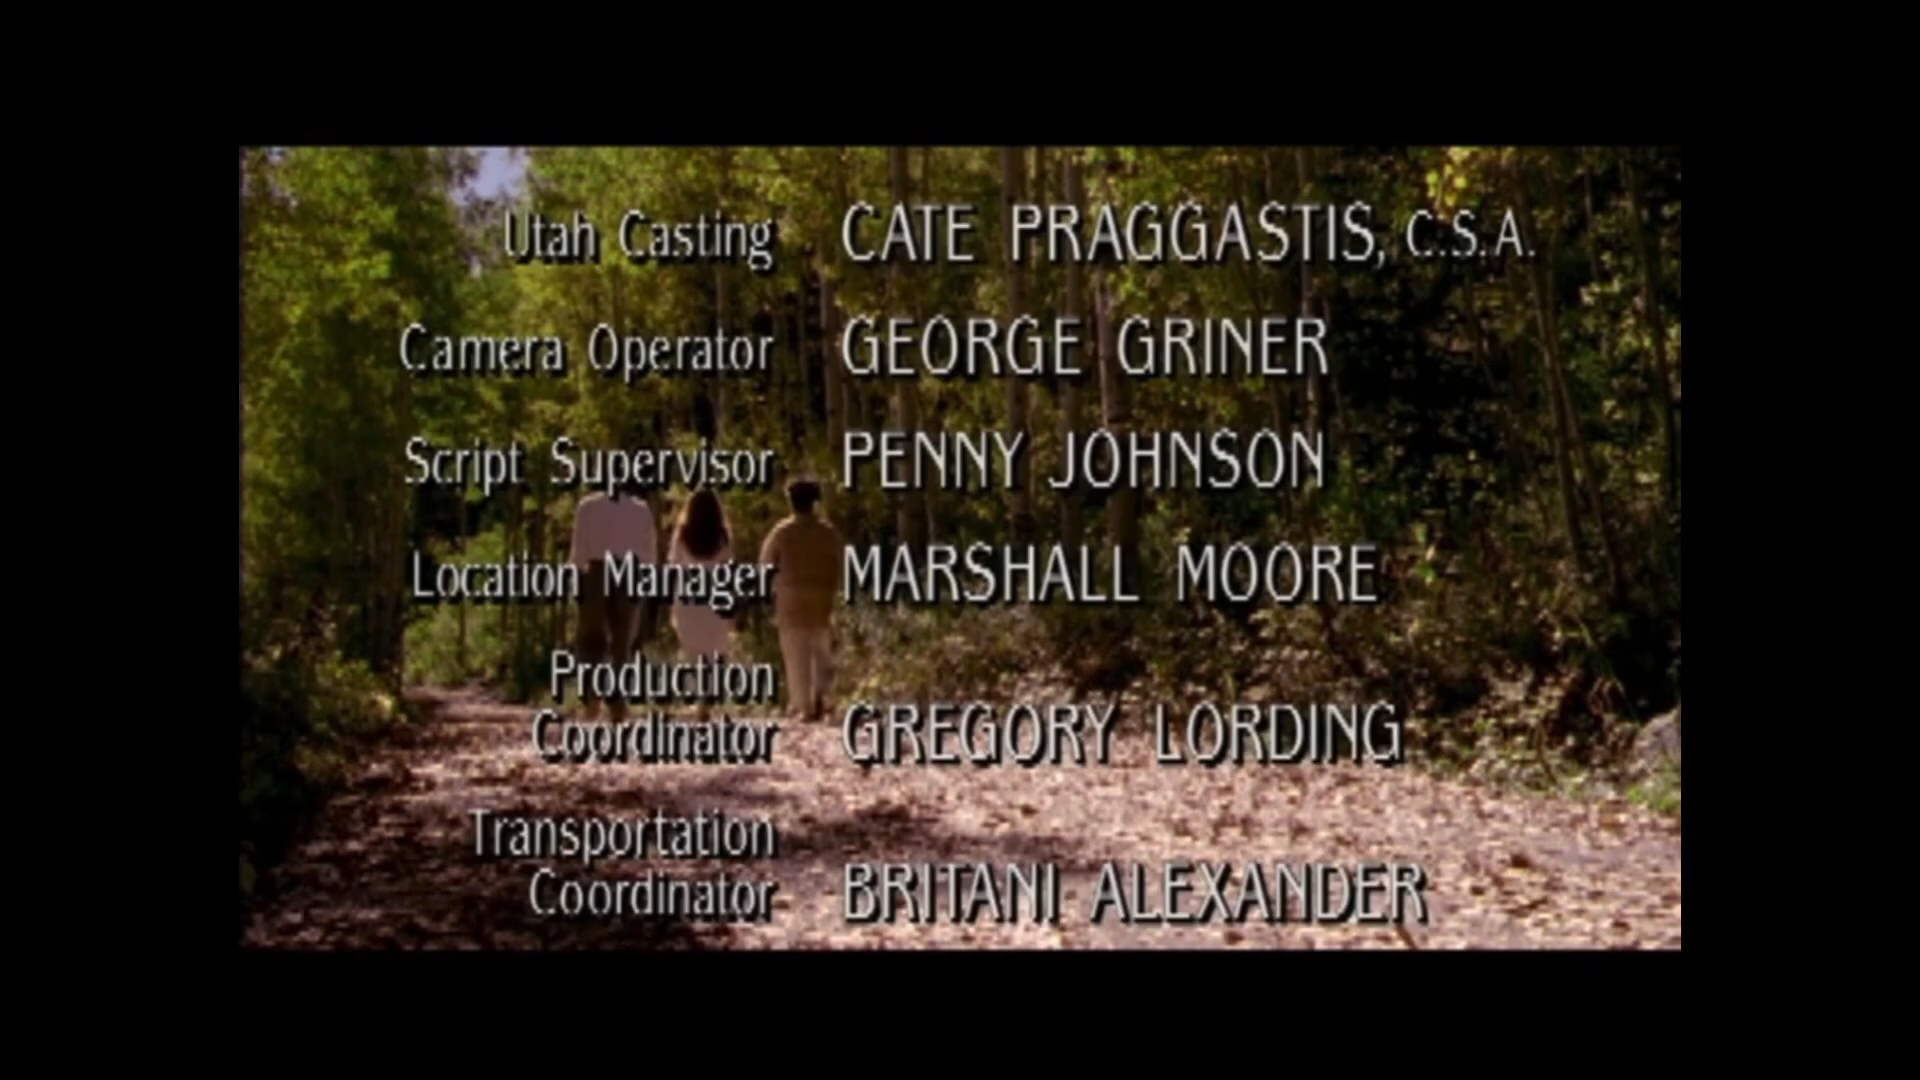 Utah Casting CATE PRAGGASTIS, C.S.A.
Camera Operator GEORGE GRINER
Script Supervisor PENNY JOHNSON
Location Manager MARSHALL MOORE
Production
Coordinator GREGORY LORDING
Transportation
Coordinator BRITANI ALEXANDER